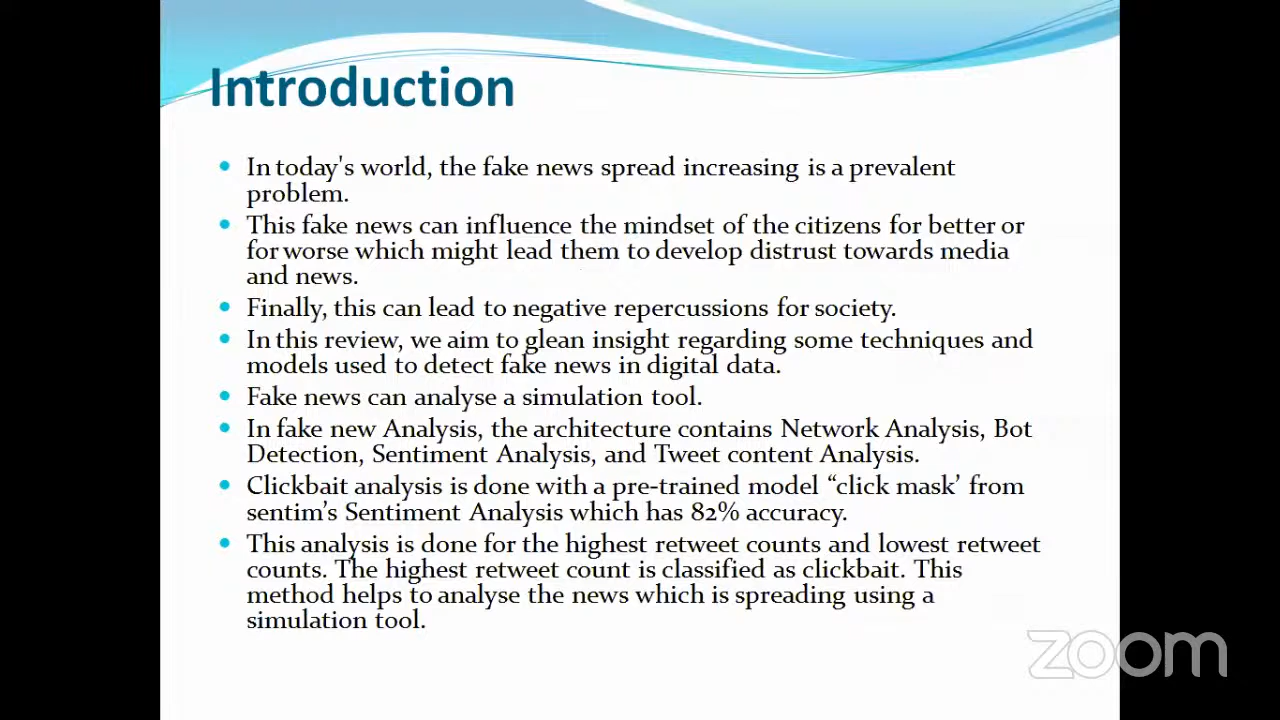 Introduction
In today's world, the fake news spread increasing is a prevalent
problem.
This fake news can influence the mindset of the citizens for better or
for worse which might lead them to develop distrust towards media
and news.
Finally, this can lead to negative repercussions for society.
In this review, we aim to glean insight regarding some techniques and
models used to detect fake news in digital data.
Fake news can analyse a simulation tool.
In fake new Analysis, the architecture contains Network Analysis, Bot
Detection, Sentiment Analysis, and Tweet content Analysis.
Clickbait analysis is done with a pre-trained model “click mask’ from
sentim’s Sentiment Analysis which has 82% accuracy.
This analysis is done for the highest retweet counts and lowest retweet
counts. The highest retweet count is classified as clickbait. This
method helps to analyse the news which is spreading using a
simulation tool.
zoom